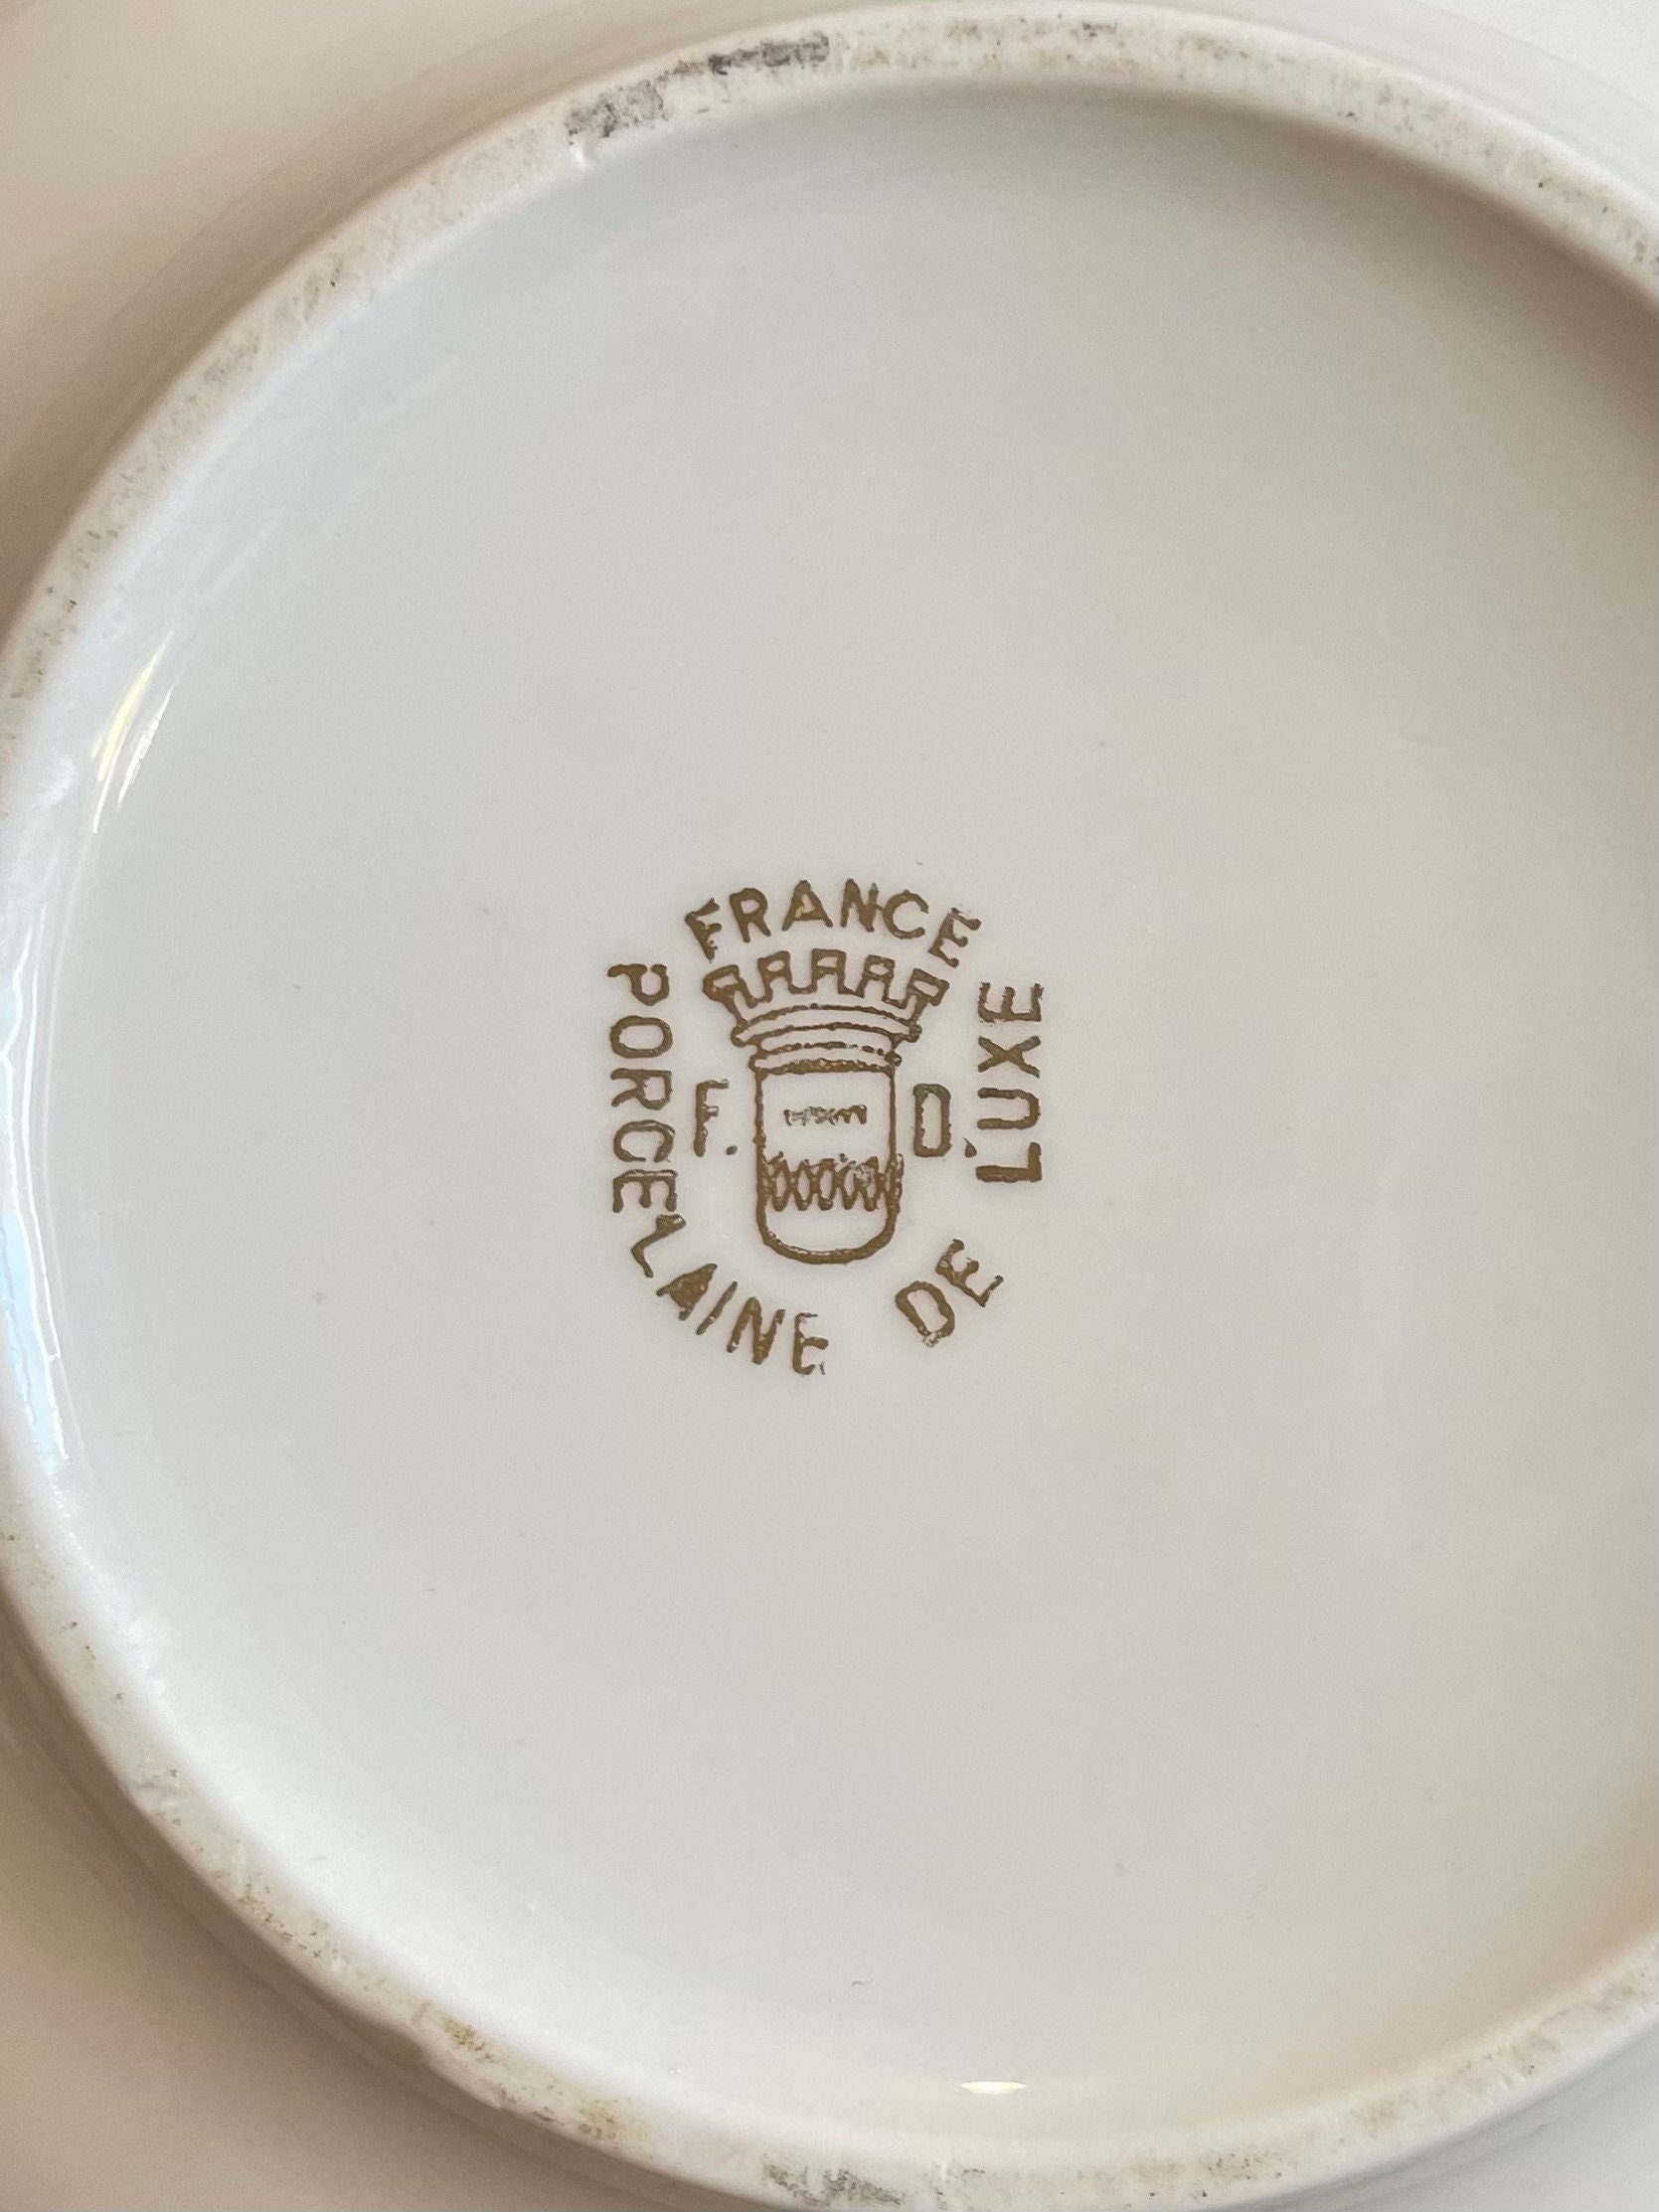 FRANCE
F. D.
PORCELAINE DE LUXE